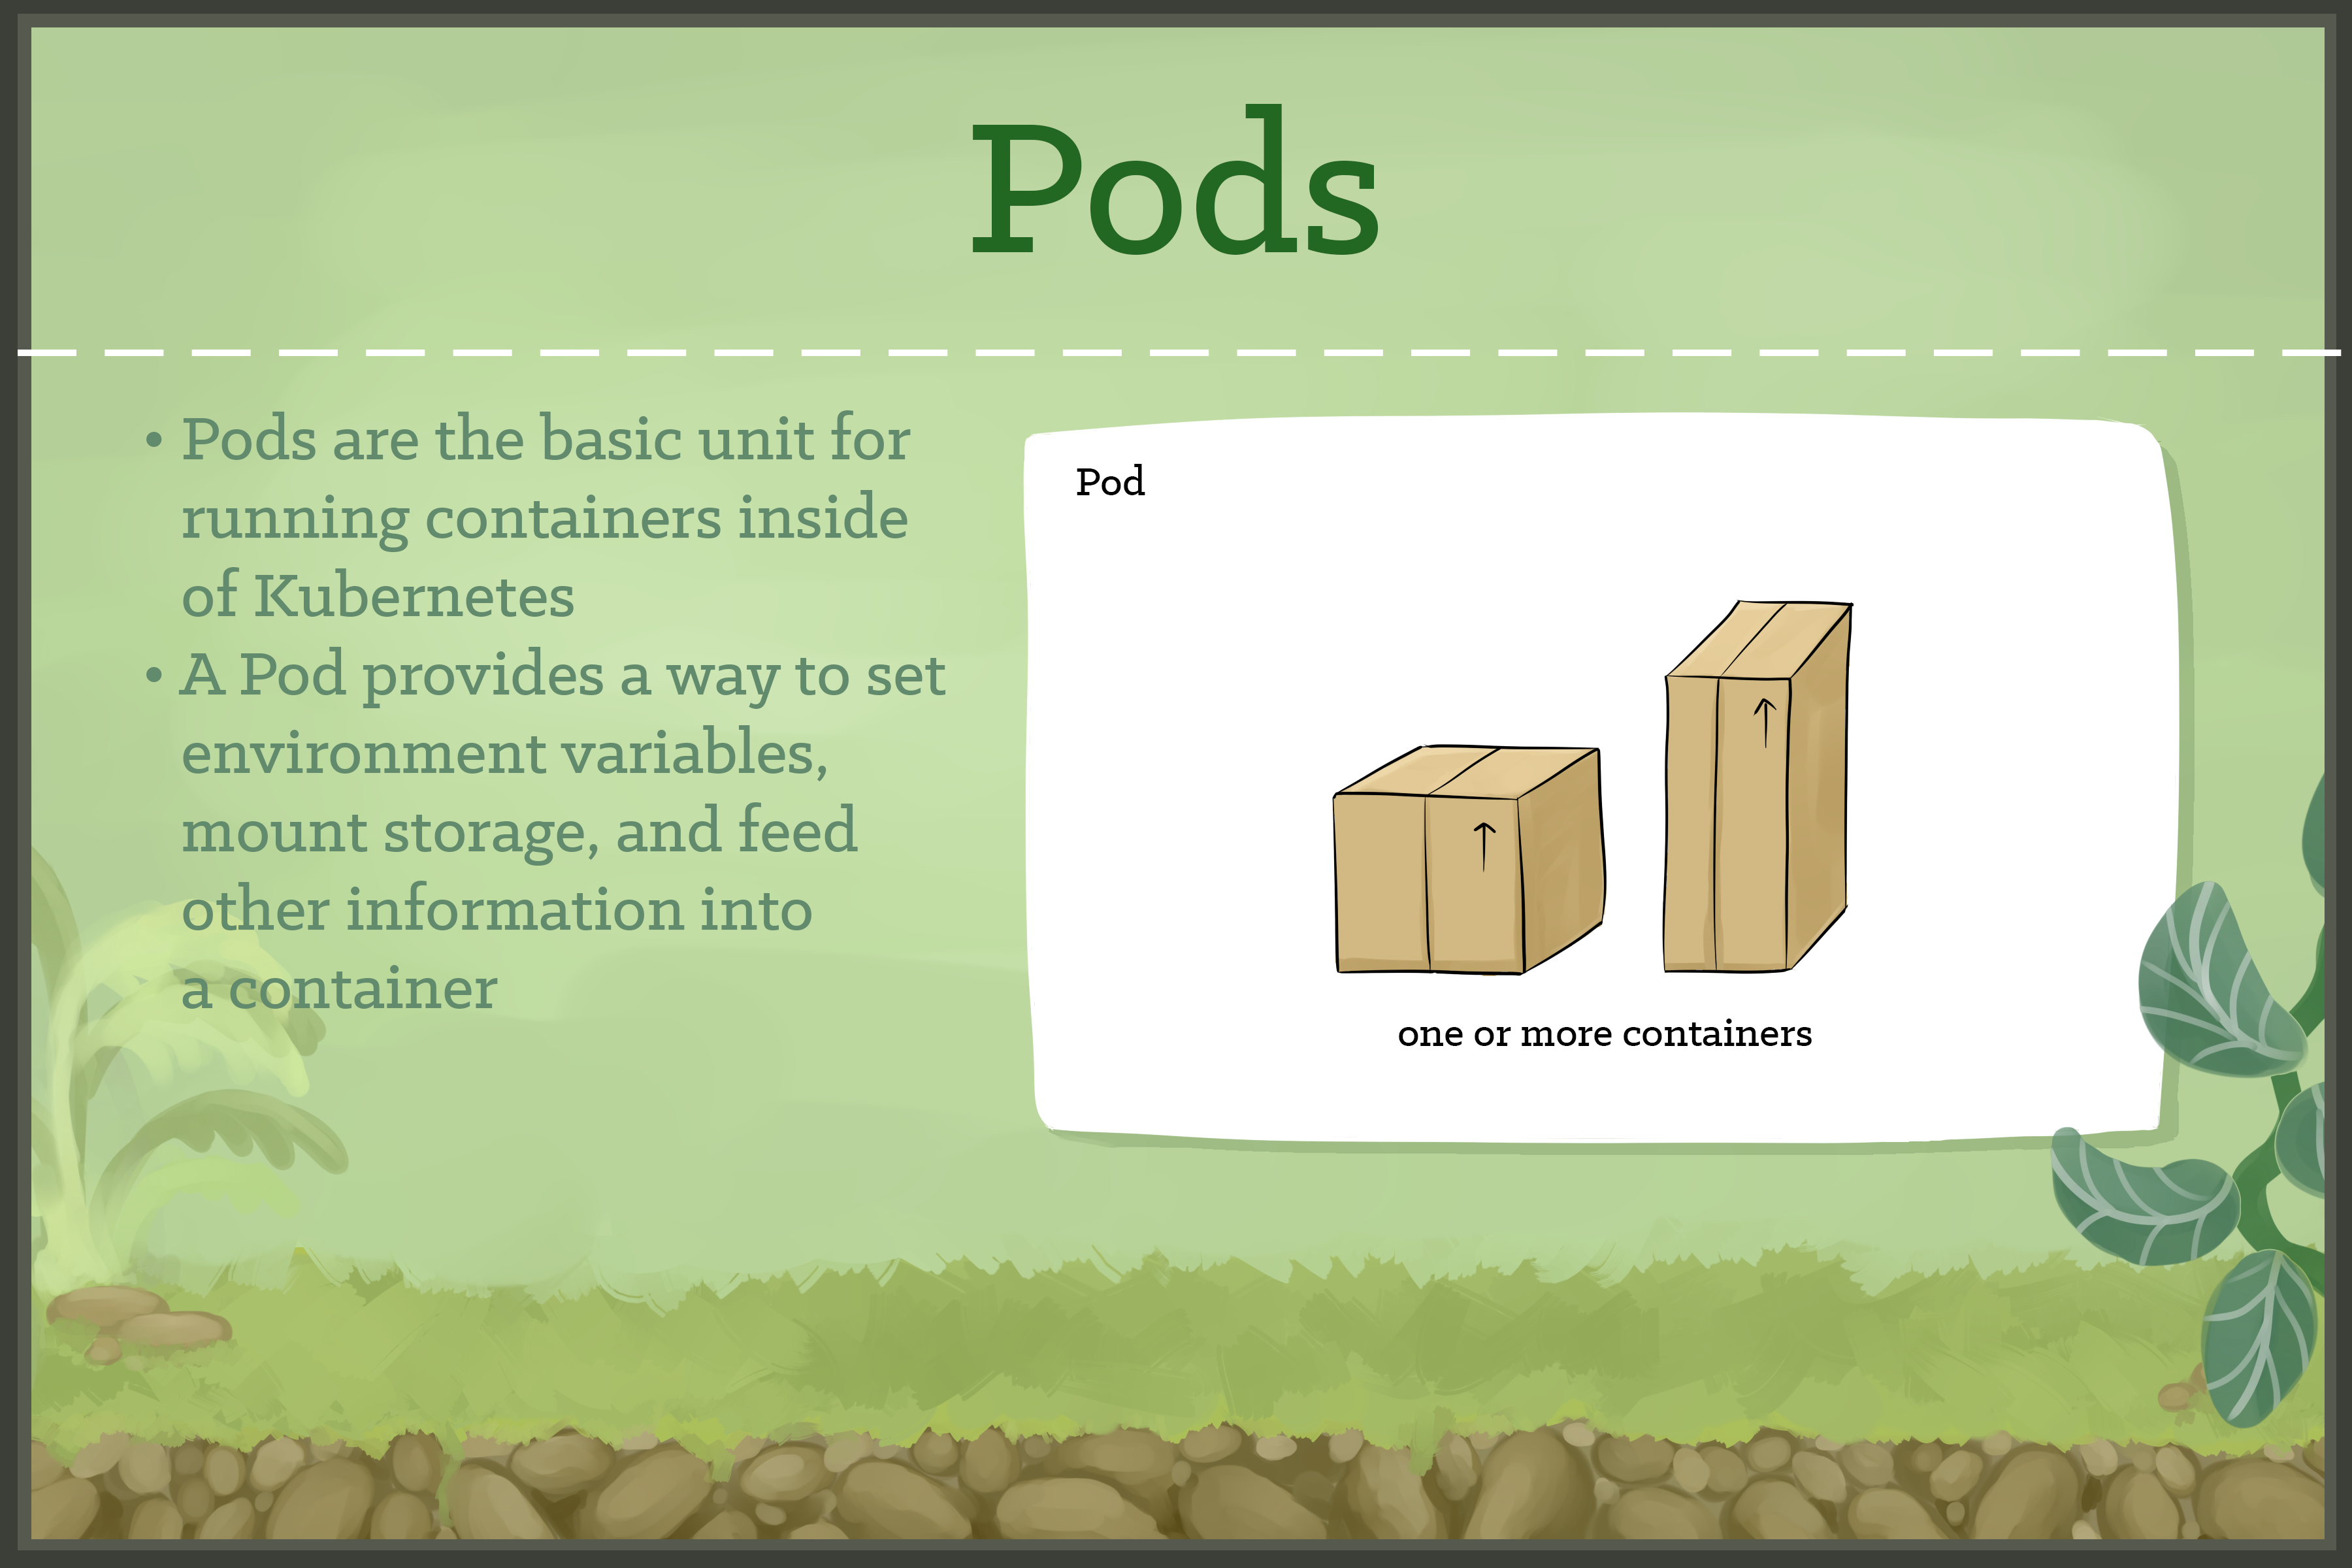 Pods
• Pods are the basic unit for
running containers inside
of Kubernetes
• A Pod provides a way to set
environment variables,
mount storage, and feed
other information into
a container
Pod
one or more containers